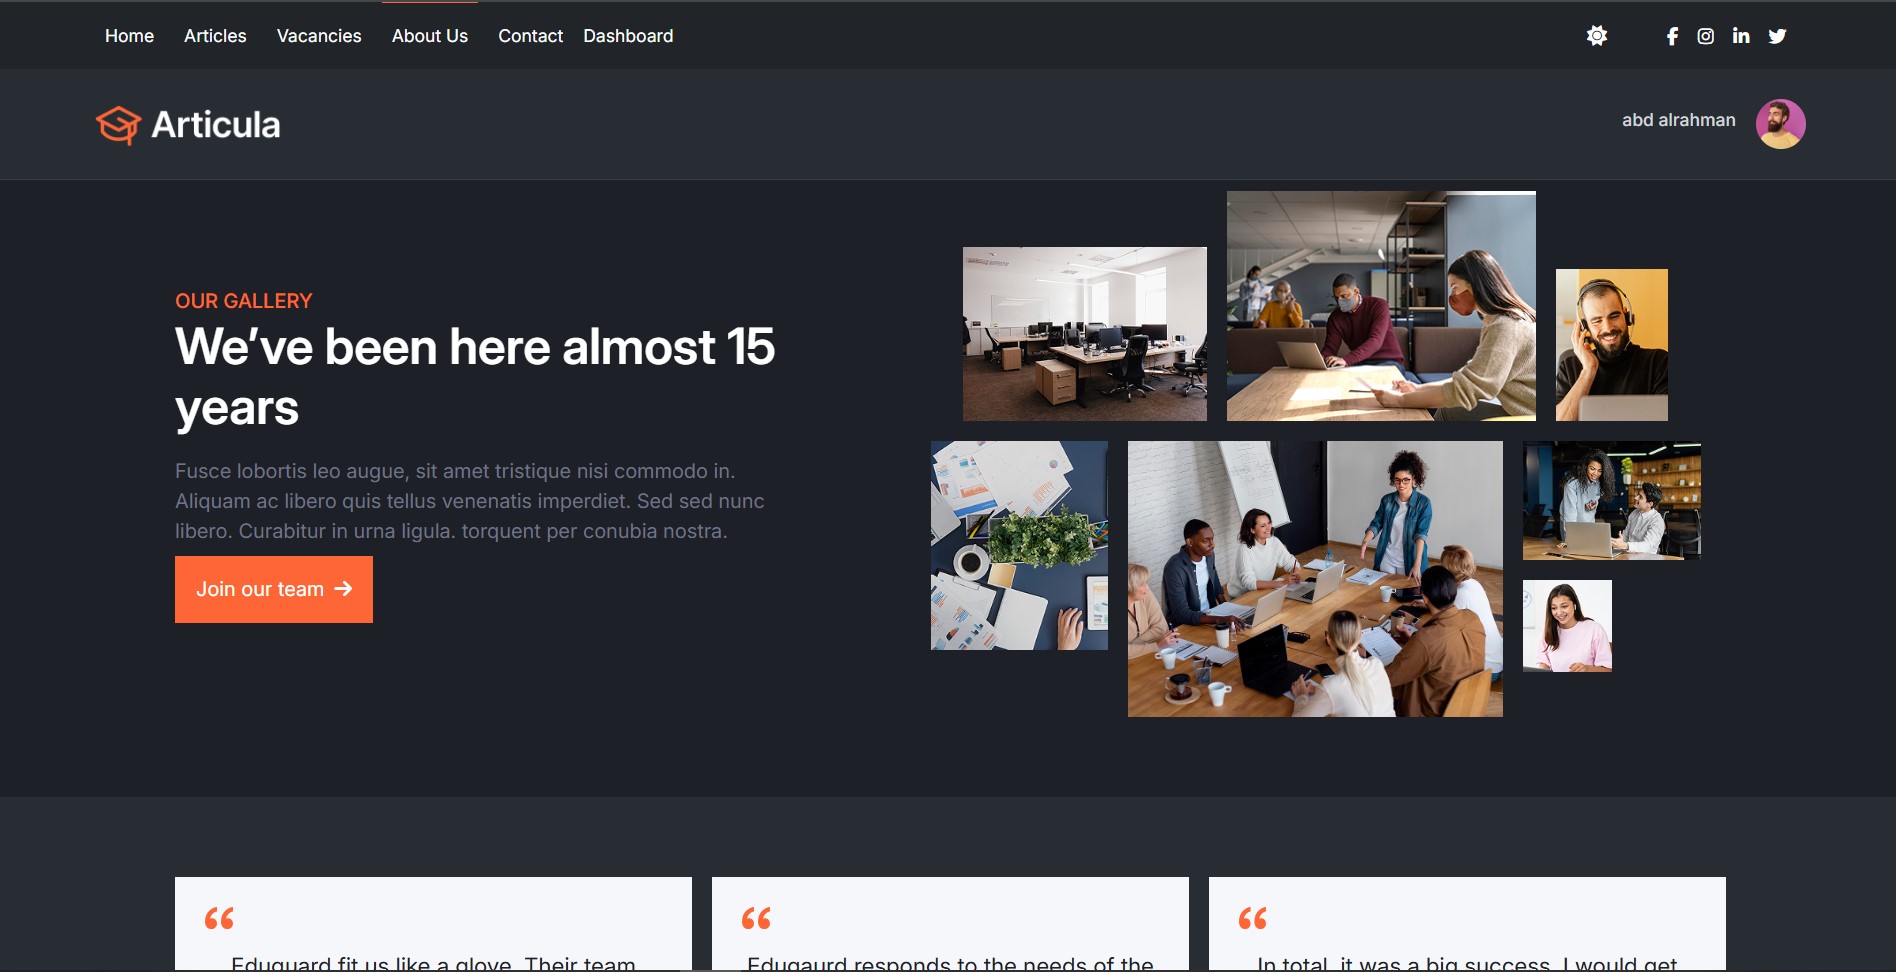 Home Articles Vacancies About Us Contact Dashboard
Articula
abd alrahman
OUR GALLERY
We've been here almost 15
years
Fusce lobortis leo augue, sit amet tristique nisi commodo in.
Aliquam ac libero quis tellus venenatis imperdiet. Sed sed nunc
libero. Curabitur in urna ligula. torquent per conubia nostra.
Join our team →
“
Eduguard fit us like a glove. Their team
“
Edugaurd responds to the needs of the
“
In total, it was a big success, I would get